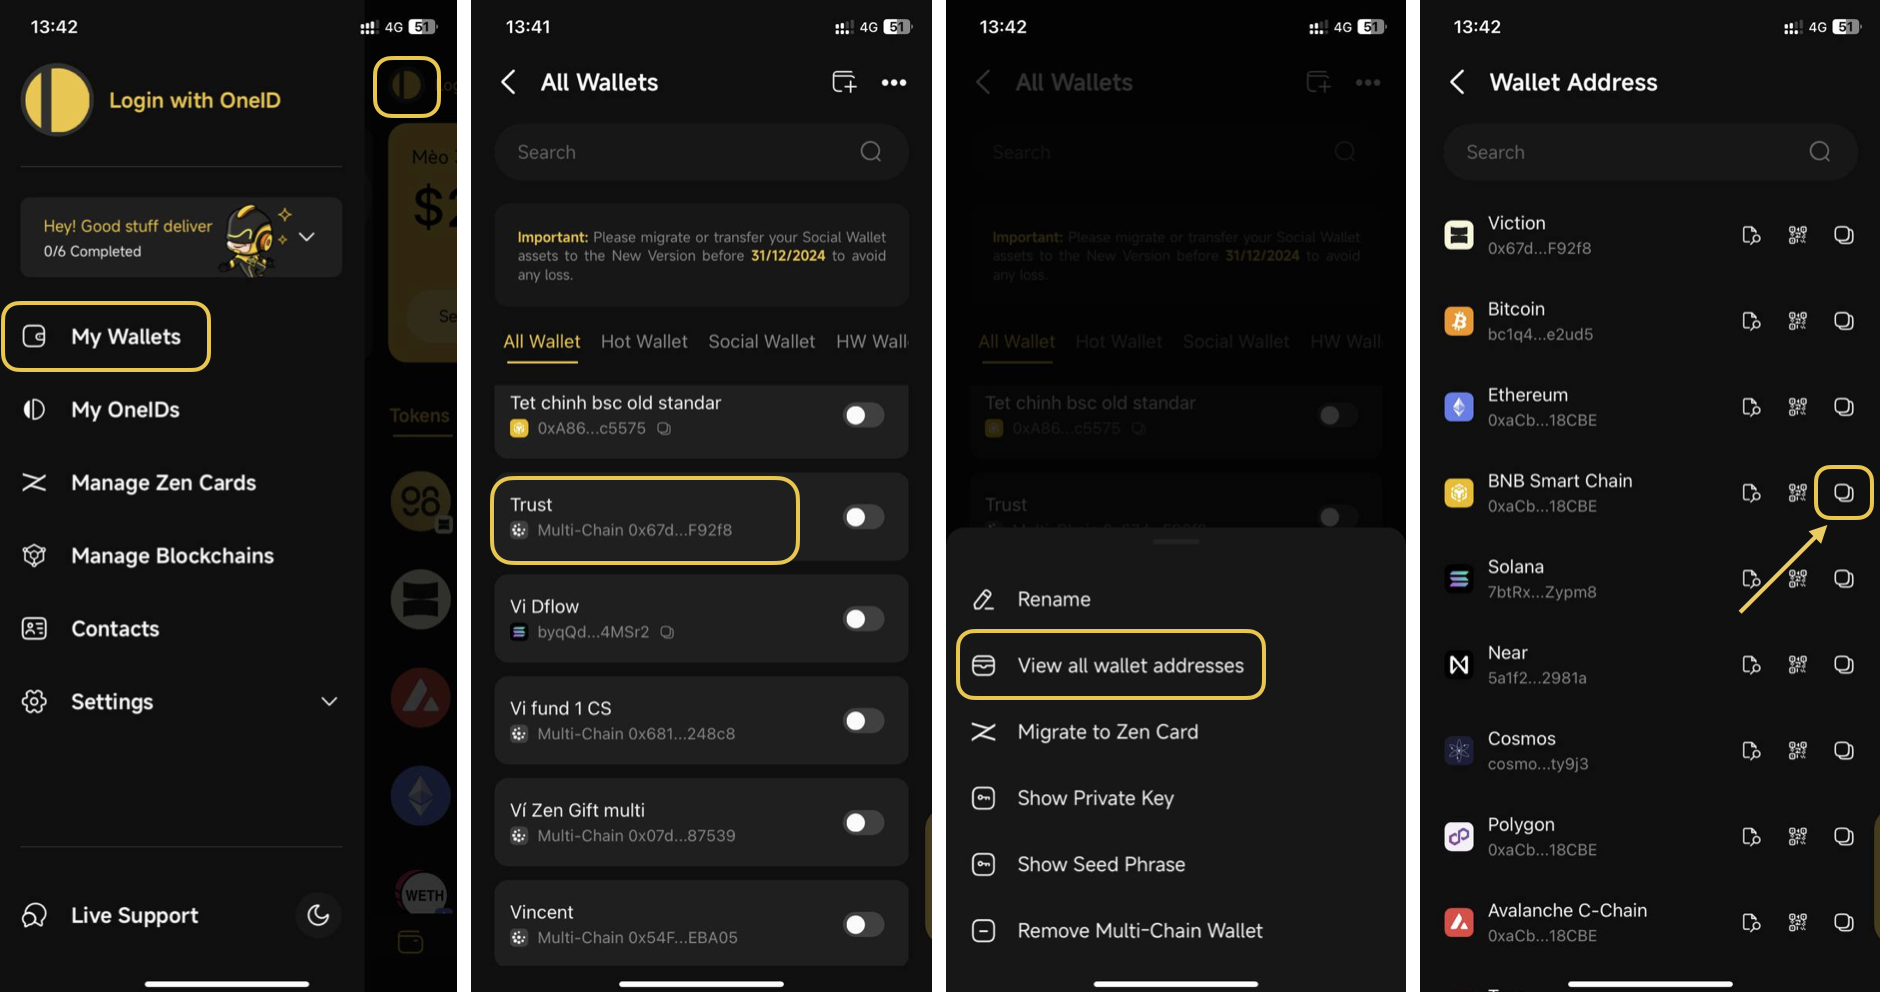 13:42
4G 51
Login with OneID
Hey! Good stuff deliver
0/6 Completed
My Wallets
My OneIDs
Manage Zen Cards
Manage Blockchains
Contacts
Settings
Live Support
Mèo
$2
Se
Tokens
WETH
13:41
4G 51
All Wallets
Search
Important: Please migrate or transfer your Social Wallet
assets to the New Version before 31/12/2024 to avoid
any loss.
All Wallet Hot Wallet Social Wallet HW Wall
Tet chinh bsc old standar
0xA86...c5575
Trust
Multi-Chain 0x67d...F92f8
Vi Dflow
byqQd...4MSr2
Vi fund 1 CS
Multi-Chain 0x681...248c8
Ví Zen Gift multi
Multi-Chain 0x07d...87539
Vincent
Multi-Chain 0x54F...EBA05
13:42
4G 51
All Wallets
Search
Important: Please migrate or transfer your Social Wallet
assets to the New Version before 31/12/2024 to avoid
any loss.
All Wallet Hot Wallet Social Wallet HW Wall
Tet chinh bsc old standar
0xA86...c5575
Trust
Rename
View all wallet addresses
Migrate to Zen Card
Show Private Key
Show Seed Phrase
Remove Multi-Chain Wallet
13:42
4G 51
Wallet Address
Search
Viction
0x67d...F92f8
Bitcoin
bc1q4...e2ud5
Ethereum
0xaCb...18CBE
BNB Smart Chain
0xaCb...18CBE
Solana
7btRx...Zypm8
Near
5a1f2...2981a
Cosmos
cosmo...ty9j3
Polygon
0xaCb...18CBE
Avalanche C-Chain
0xaCb...18CBE